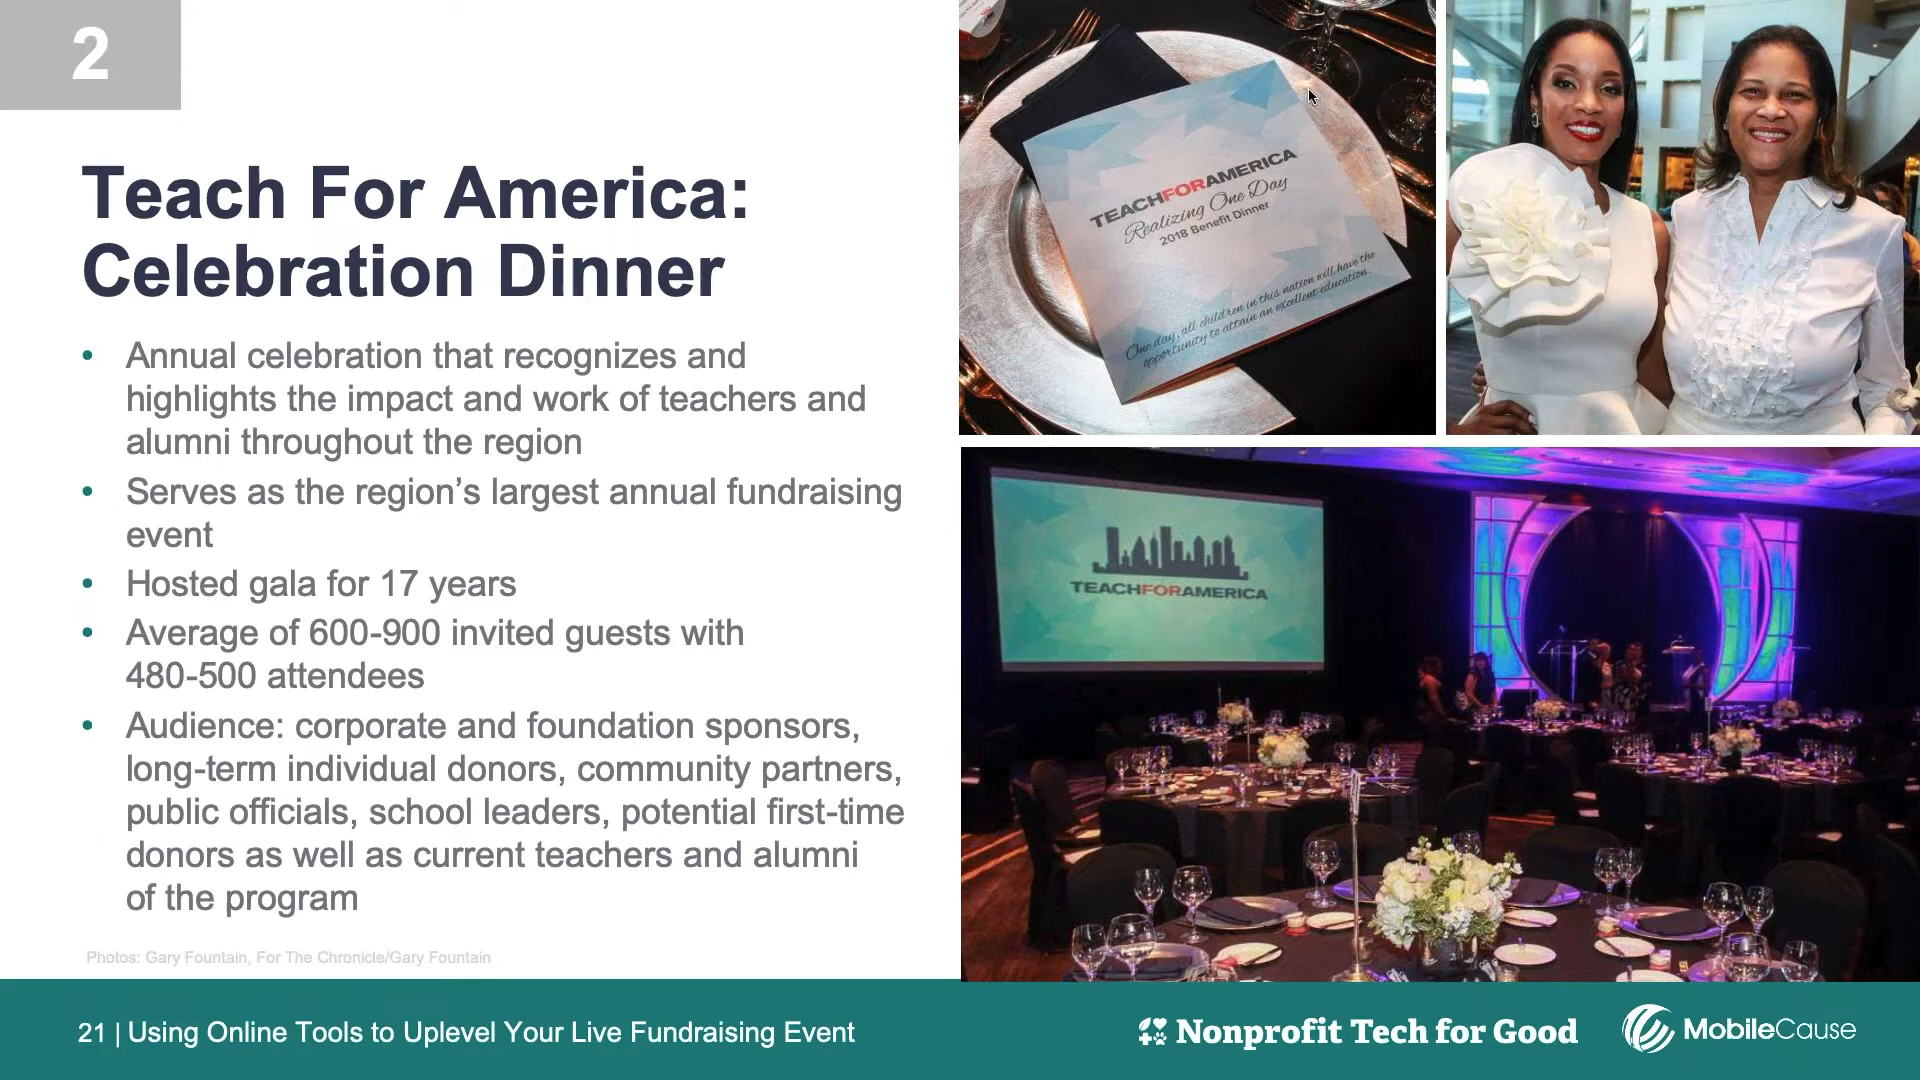 2
Teach For America:
Celebration Dinner
• Annual celebration that recognizes and
highlights the impact and work of teachers and
alumni throughout the region
• Serves as the region’s largest annual fundraising
event
• Hosted gala for 17 years
• Average of 600-900 invited guests with
480-500 attendees
• Audience: corporate and foundation sponsors,
long-term individual donors, community partners,
public officials, school leaders, potential first-time
donors as well as current teachers and alumni
of the program
Photos: Gary Fountain, For The Chronicle/Gary Fountain
TEACHFORAMERICA
Realizing One Day
2018 Benefit Dinner
One day, all children in this nation will have the
opportunity to attain an excellent education.
TEACHFORAMERICA
21 | Using Online Tools to Uplevel Your Live Fundraising Event
Nonprofit Tech for Good
MobileCause